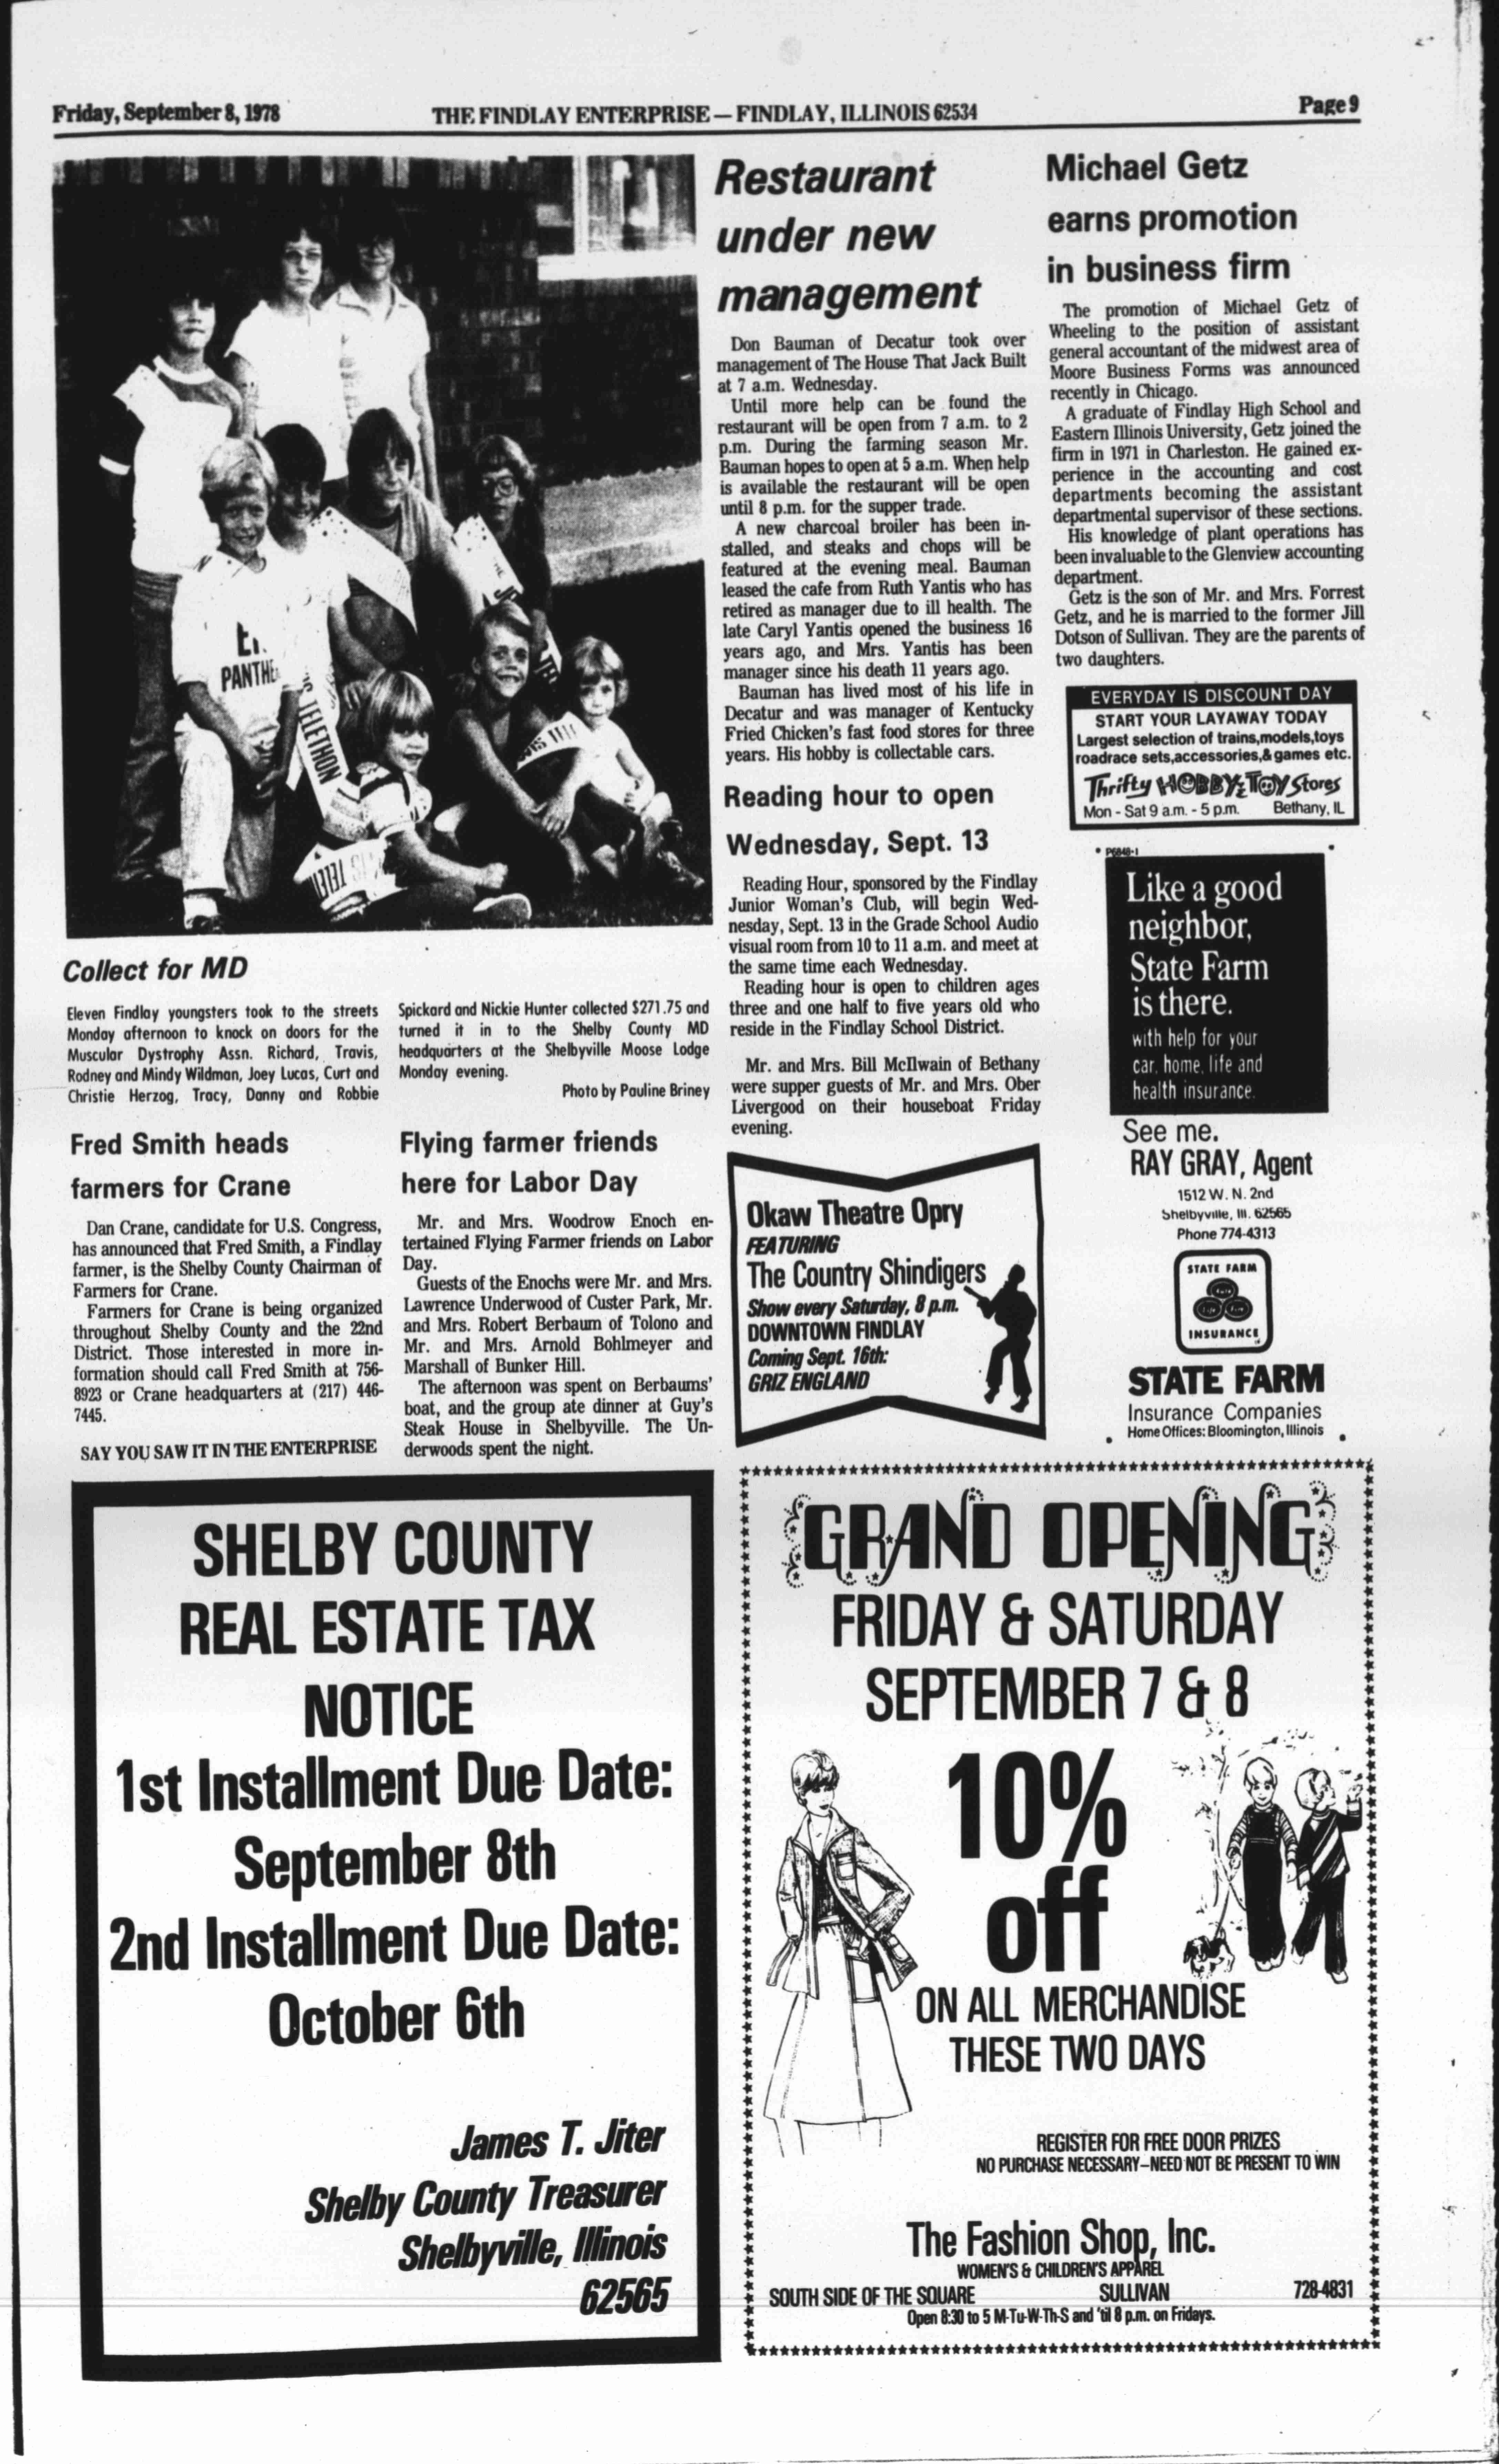 Friday, September 8, 1978
THE FINDLAY ENTERPRISE — FINDLAY, ILLINOIS 62534
Page 9
PANTHE
TELETHON
Collect for MD
Eleven Findlay youngsters took to the streets
Monday afternoon to knock on doors for the
Muscular Dystrophy Assn. Richard, Travis,
Rodney and Mindy Wildman, Joey Lucas, Curt and
Christie Herzog, Tracy, Danny and Robbie
Spickard and Nickie Hunter collected $271.75 and
turned it in to the Shelby County MD
headquarters at the Shelbyville Moose Lodge
Monday evening.
Photo by Pauline Briney
Fred Smith heads
farmers for Crane
Dan Crane, candidate for U.S. Congress,
has announced that Fred Smith, a Findlay
farmer, is the Shelby County Chairman of
Farmers for Crane.
Farmers for Crane is being organized
throughout Shelby County and the 22nd
District. Those interested in more in-
formation should call Fred Smith at 756-
8923 or Crane headquarters at (217) 446-
7445.
SAY YOU SAW IT IN THE ENTERPRISE
Flying farmer friends
here for Labor Day
Mr. and Mrs. Woodrow Enoch en-
tertained Flying Farmer friends on Labor
Day.
Guests of the Enochs were Mr. and Mrs.
Lawrence Underwood of Custer Park, Mr.
and Mrs. Robert Berbaum of Tolono and
Mr. and Mrs. Arnold Bohlmeyer and
Marshall of Bunker Hill.
The afternoon was spent on Berbaums'
boat, and the group ate dinner at Guy's
Steak House in Shelbyville. The Un-
derwoods spent the night.
Restaurant
under new
management
Don Bauman of Decatur took over
management of The House That Jack Built
at 7 a.m. Wednesday.
Until more help can be found the
restaurant will be open from 7 a.m. to 2
p.m. During the farming season Mr.
Bauman hopes to open at 5 a.m. When help
is available the restaurant will be open
until 8 p.m. for the supper trade.
A new charcoal broiler has been in-
stalled, and steaks and chops will be
featured at the evening meal. Bauman
leased the cafe from Ruth Yantis who has
retired as manager due to ill health. The
late Caryl Yantis opened the business 16
years ago, and Mrs. Yantis has been
manager since his death 11 years ago.
Bauman has lived most of his life in
Decatur and was manager of Kentucky
Fried Chicken's fast food stores for three
years. His hobby is collectable cars.
Reading hour to open
Wednesday, Sept. 13
Reading Hour, sponsored by the Findlay
Junior Woman's Club, will begin Wed-
nesday, Sept. 13 in the Grade School Audio
visual room from 10 to 11 a.m. and meet at
the same time each Wednesday.
Reading hour is open to children ages
three and one half to five years old who
reside in the Findlay School District.
Mr. and Mrs. Bill McIlwain of Bethany
were supper guests of Mr. and Mrs. Ober
Livergood on their houseboat Friday
evening.
Okaw Theatre Opry
FEATURING
The Country Shindigers
Show every Saturday, 8 p.m.
DOWNTOWN FINDLAY
Coming Sept. 16th:
GRIZ ENGLAND
Michael Getz
earns promotion
in business firm
The promotion of Michael Getz of
Wheeling to the position of assistant
general accountant of the midwest area of
Moore Business Forms was announced
recently in Chicago.
A graduate of Findlay High School and
Eastern Illinois University, Getz joined the
firm in 1971 in Charleston. He gained ex-
perience in the accounting and cost
departments becoming the assistant
departmental supervisor of these sections.
His knowledge of plant operations has
been invaluable to the Glenview accounting
department.
Getz is the son of Mr. and Mrs. Forrest
Getz, and he is married to the former Jill
Dotson of Sullivan. They are the parents of
two daughters.
EVERYDAY IS DISCOUNT DAY
START YOUR LAYAWAY TODAY
Largest selection of trains,models,toys
roadrace sets,accessories,& games etc.
Thrifty HOBBY & TOY Stores
Mon - Sat 9 a.m. - 5 p.m. Bethany, IL
P6848-1
Like a good
neighbor,
State Farm
is there.
with help for your
car, home, life and
health insurance.
See me.
RAY GRAY, Agent
1512 W. N. 2nd
Shelbyville, Ill. 62565
Phone 774-4313
STATE FARM
INSURANCE
STATE FARM
Insurance Companies
Home Offices: Bloomington, Illinois
SHELBY COUNTY
REAL ESTATE TAX
NOTICE
1st Installment Due Date:
September 8th
2nd Installment Due Date:
October 6th
James T. Jiter
Shelby County Treasurer
Shelbyville, Illinois
62565
GRAND OPENING
FRIDAY & SATURDAY
SEPTEMBER 7 & 8
10%
off
ON ALL MERCHANDISE
THESE TWO DAYS
REGISTER FOR FREE DOOR PRIZES
NO PURCHASE NECESSARY—NEED NOT BE PRESENT TO WIN
The Fashion Shop, Inc.
WOMEN'S & CHILDREN'S APPAREL
SOUTH SIDE OF THE SQUARE SULLIVAN 728-4831
Open 8:30 to 5 M-Tu-W-Th-S and 'til 8 p.m. on Fridays.